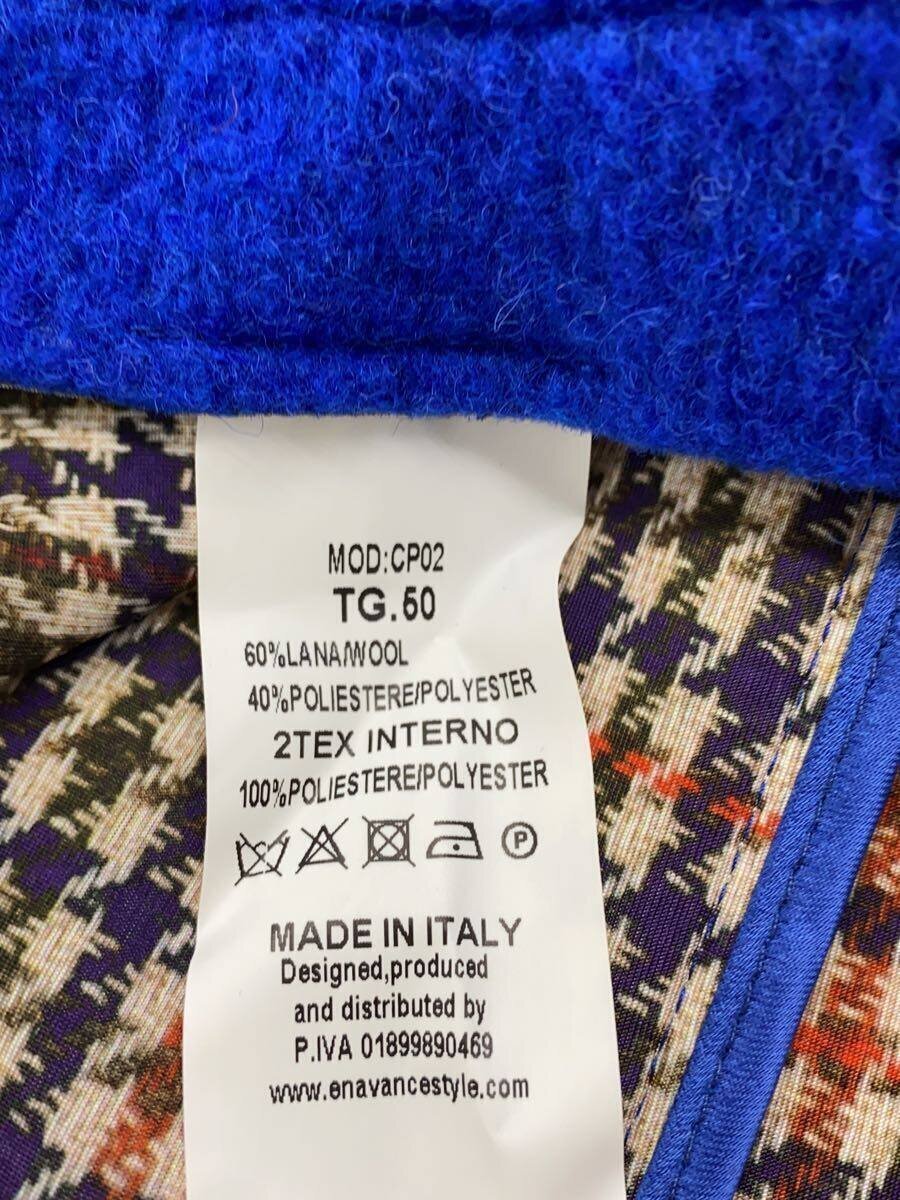 MOD:CP02
TG.50
60%LANA/WOOL
40%POLIESTERE/POLYESTER
2TEX INTERNO
100%POLIESTERE/POLYESTER
P
MADE IN ITALY
Designed,produced
and distributed by
P.IVA 01899890469
www.enavancestyle.com